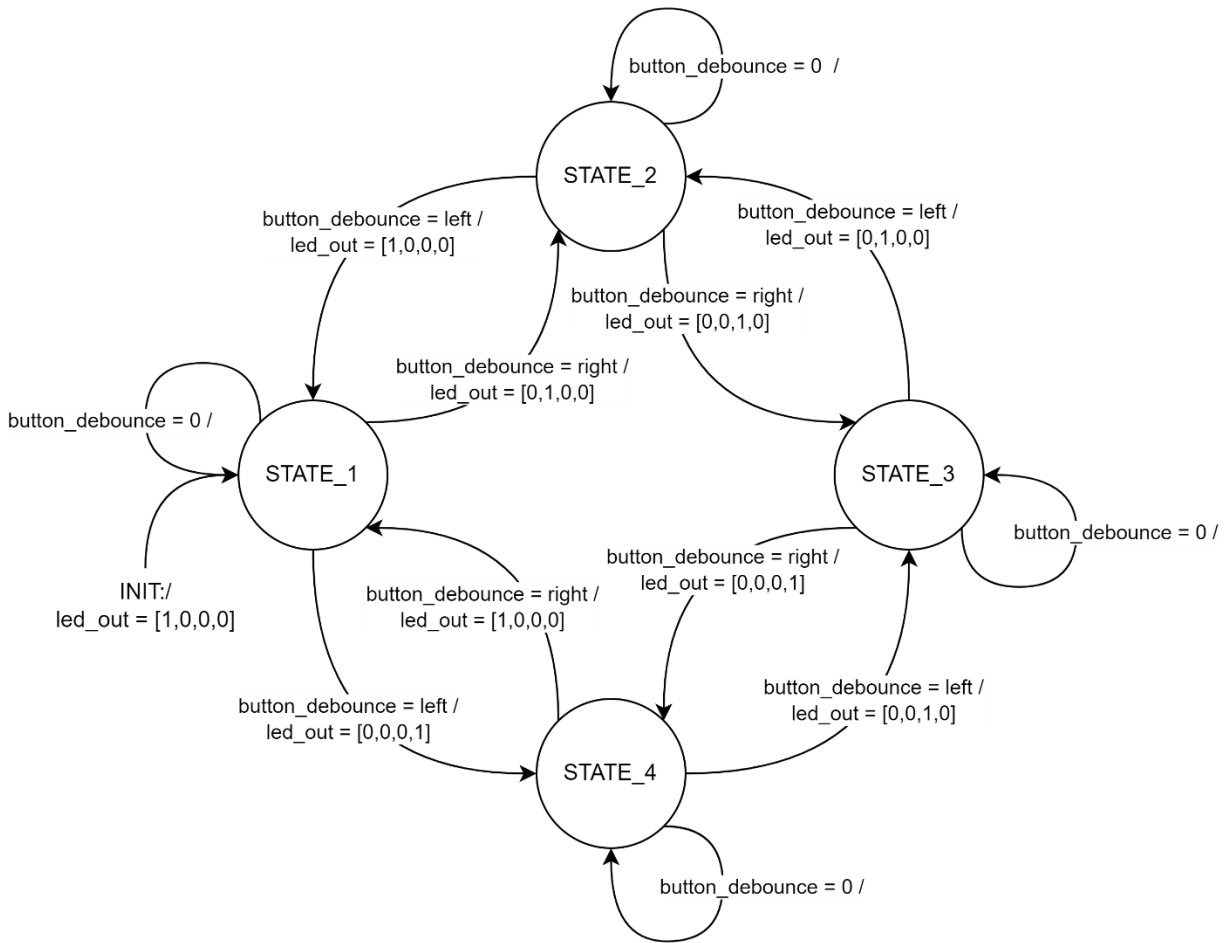 button_debounce = 0 /
STATE_2
button_debounce = left /
led_out = [1,0,0,0]
button_debounce = left /
led_out = [0,1,0,0]
button_debounce = right /
led_out = [0,0,1,0]
button_debounce = right /
led_out = [0,1,0,0]
button_debounce = 0 /
STATE_1
STATE_3
button_debounce = 0 /
INIT:/
led_out = [1,0,0,0]
button_debounce = right /
led_out = [1,0,0,0]
button_debounce = right /
led_out = [0,0,0,1]
button_debounce = left /
led_out = [0,0,0,1]
button_debounce = left /
led_out = [0,0,1,0]
STATE_4
button_debounce = 0 /